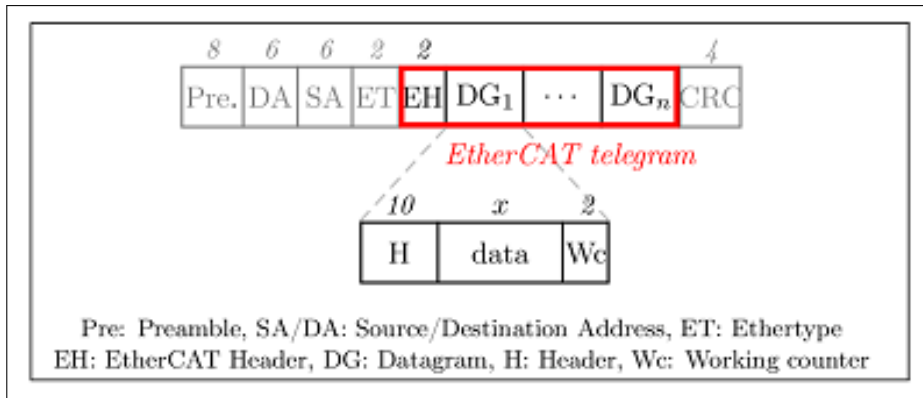 8 6 6 2 2 4
Pre. DA SA ET EH DG₁ ··· DGₙ CRC
EtherCAT telegram
10 x 2
H data Wc
Pre: Preamble, SA/DA: Source/Destination Address, ET: Ethertype
EH: EtherCAT Header, DG: Datagram, H: Header, Wc: Working counter